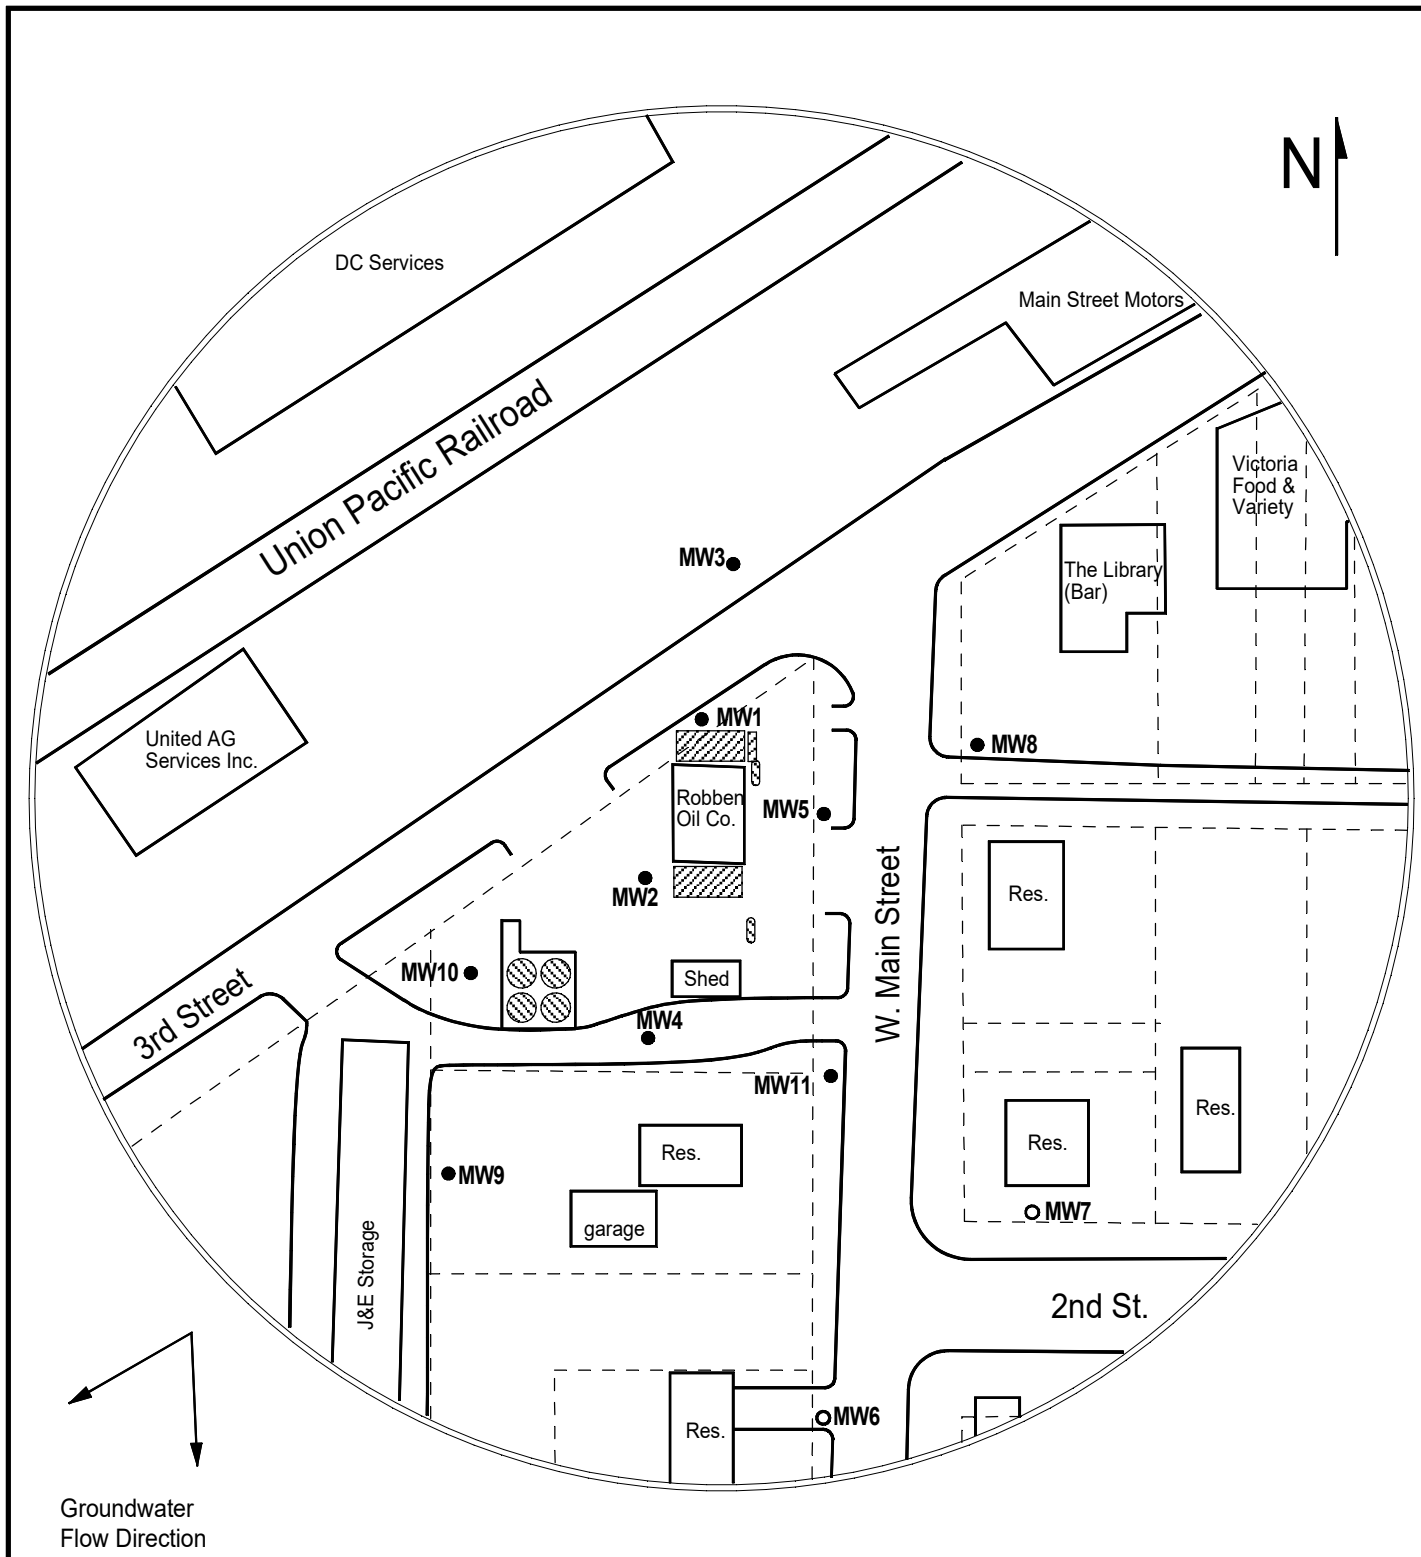 N
DC Services
Main Street Motors
Union Pacific Railroad
Victoria
Food &
Variety
MW3
The Library
(Bar)
United AG
Services Inc.
MW1
MW8
Robben
Oil Co.
MW5
MW2
W. Main Street
Res.
MW10
Shed
3rd Street
MW4
MW11
Res.
Res.
Res.
MW9
garage
MW7
J&E Storage
2nd St.
Res.
MW6
Groundwater
Flow Direction